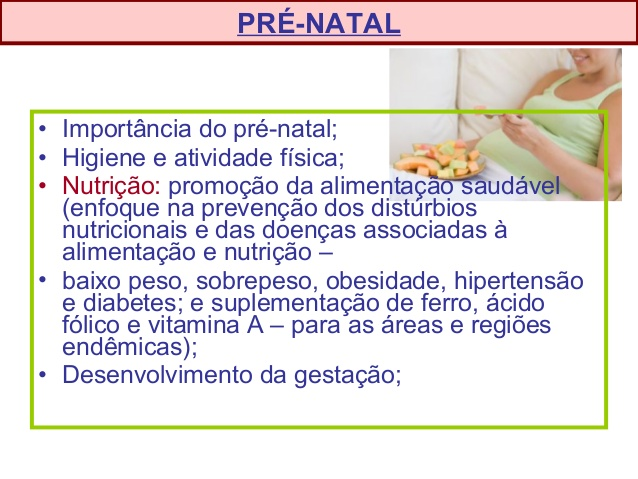 PRÉ-NATAL
• Importância do pré-natal;
• Higiene e atividade física;
• Nutrição: promoção da alimentação saudável
(enfoque na prevenção dos distúrbios
nutricionais e das doenças associadas à
alimentação e nutrição –
• baixo peso, sobrepeso, obesidade, hipertensão
e diabetes; e suplementação de ferro, ácido
fólico e vitamina A – para as áreas e regiões
endêmicas);
• Desenvolvimento da gestação;